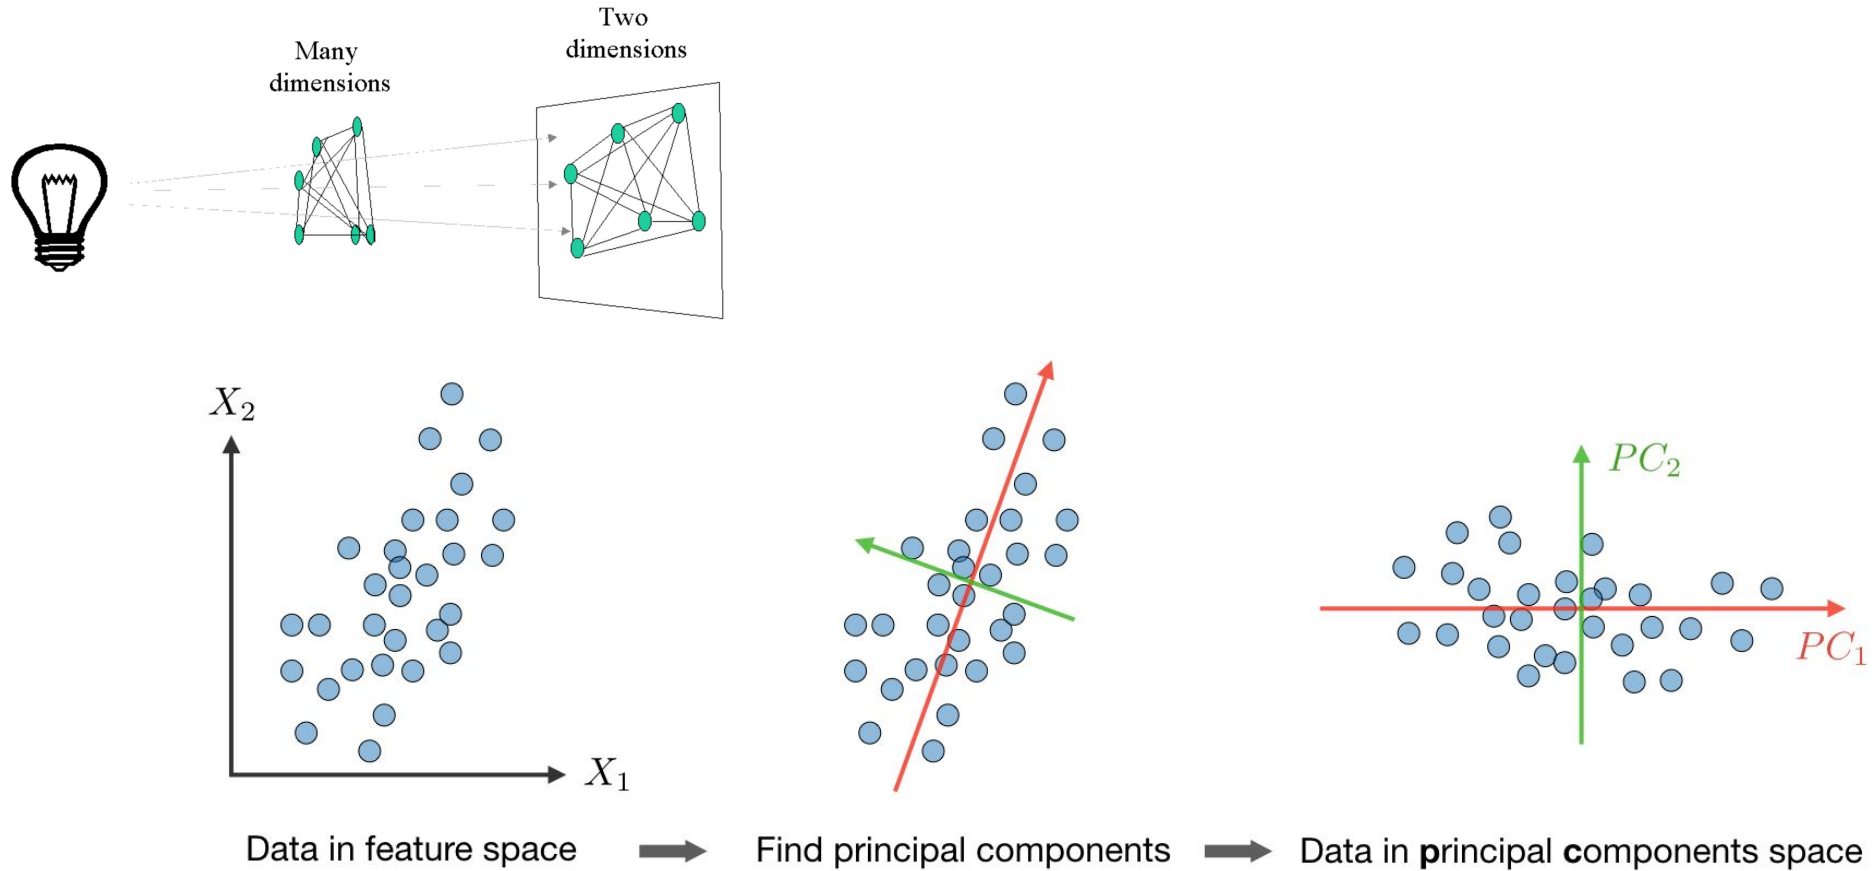 Many
dimensions
Two
dimensions
X₂
X₁
PC₂
PC₁
Data in feature space
Find principal components
Data in principal components space